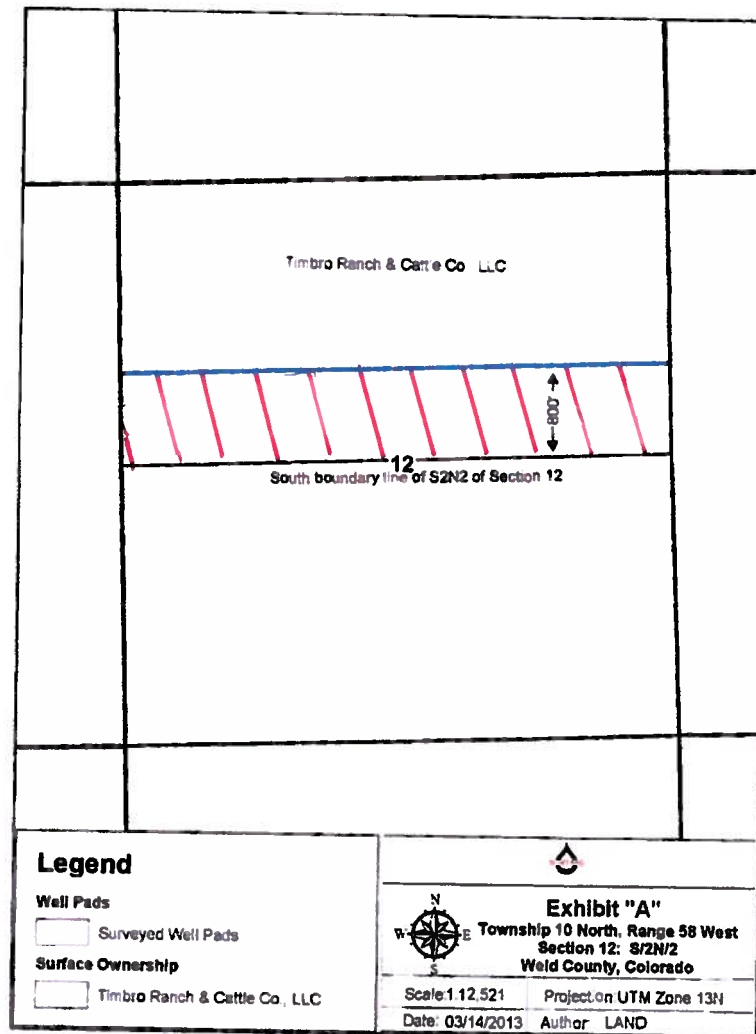 Timbro Ranch & Cattle Co LLC
800'
12
South boundary line of S2N2 of Section 12
Legend
Well Pads
Surveyed Well Pads
Surface Ownership
Timbro Ranch & Cattle Co., LLC
N
W E
S
Exhibit "A"
Township 10 North, Range 58 West
Section 12: S/2N/2
Weld County, Colorado
Scale:1:12,521 Projection:UTM Zone 13N
Date: 03/14/2013 Author: LAND